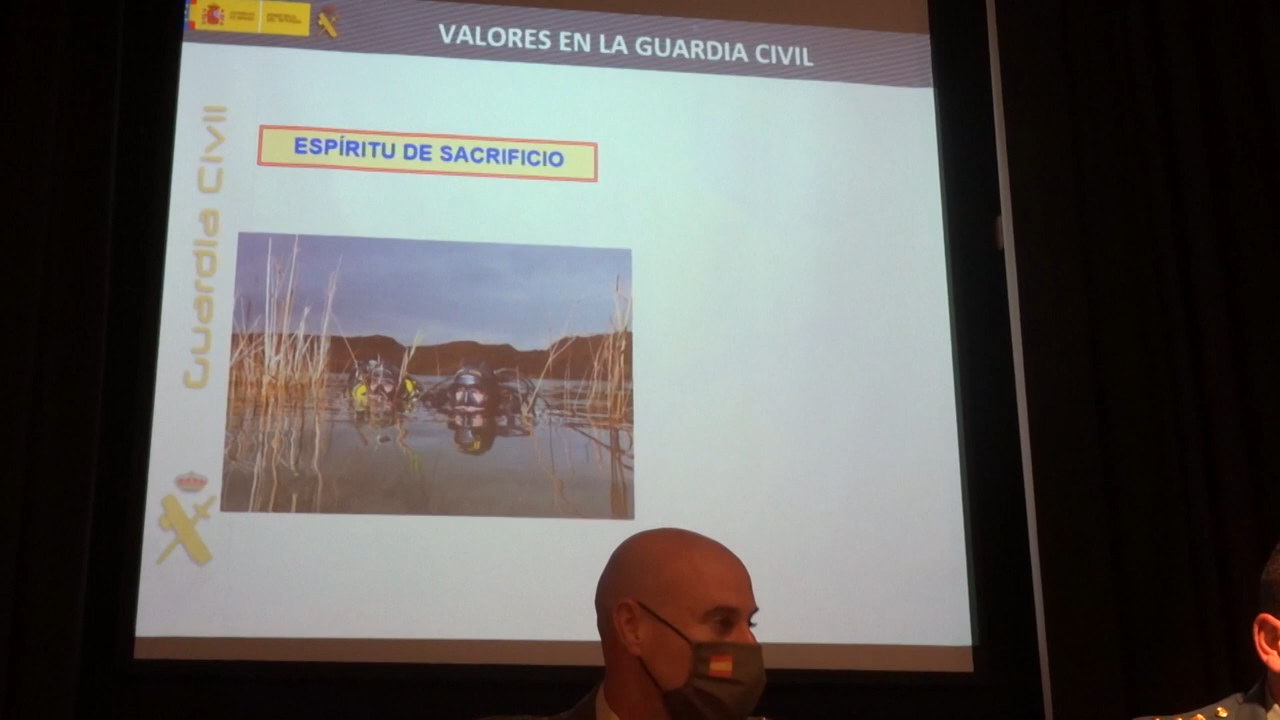 VALORES EN LA GUARDIA CIVIL
ESPÍRITU DE SACRIFICIO
Guardia Civil